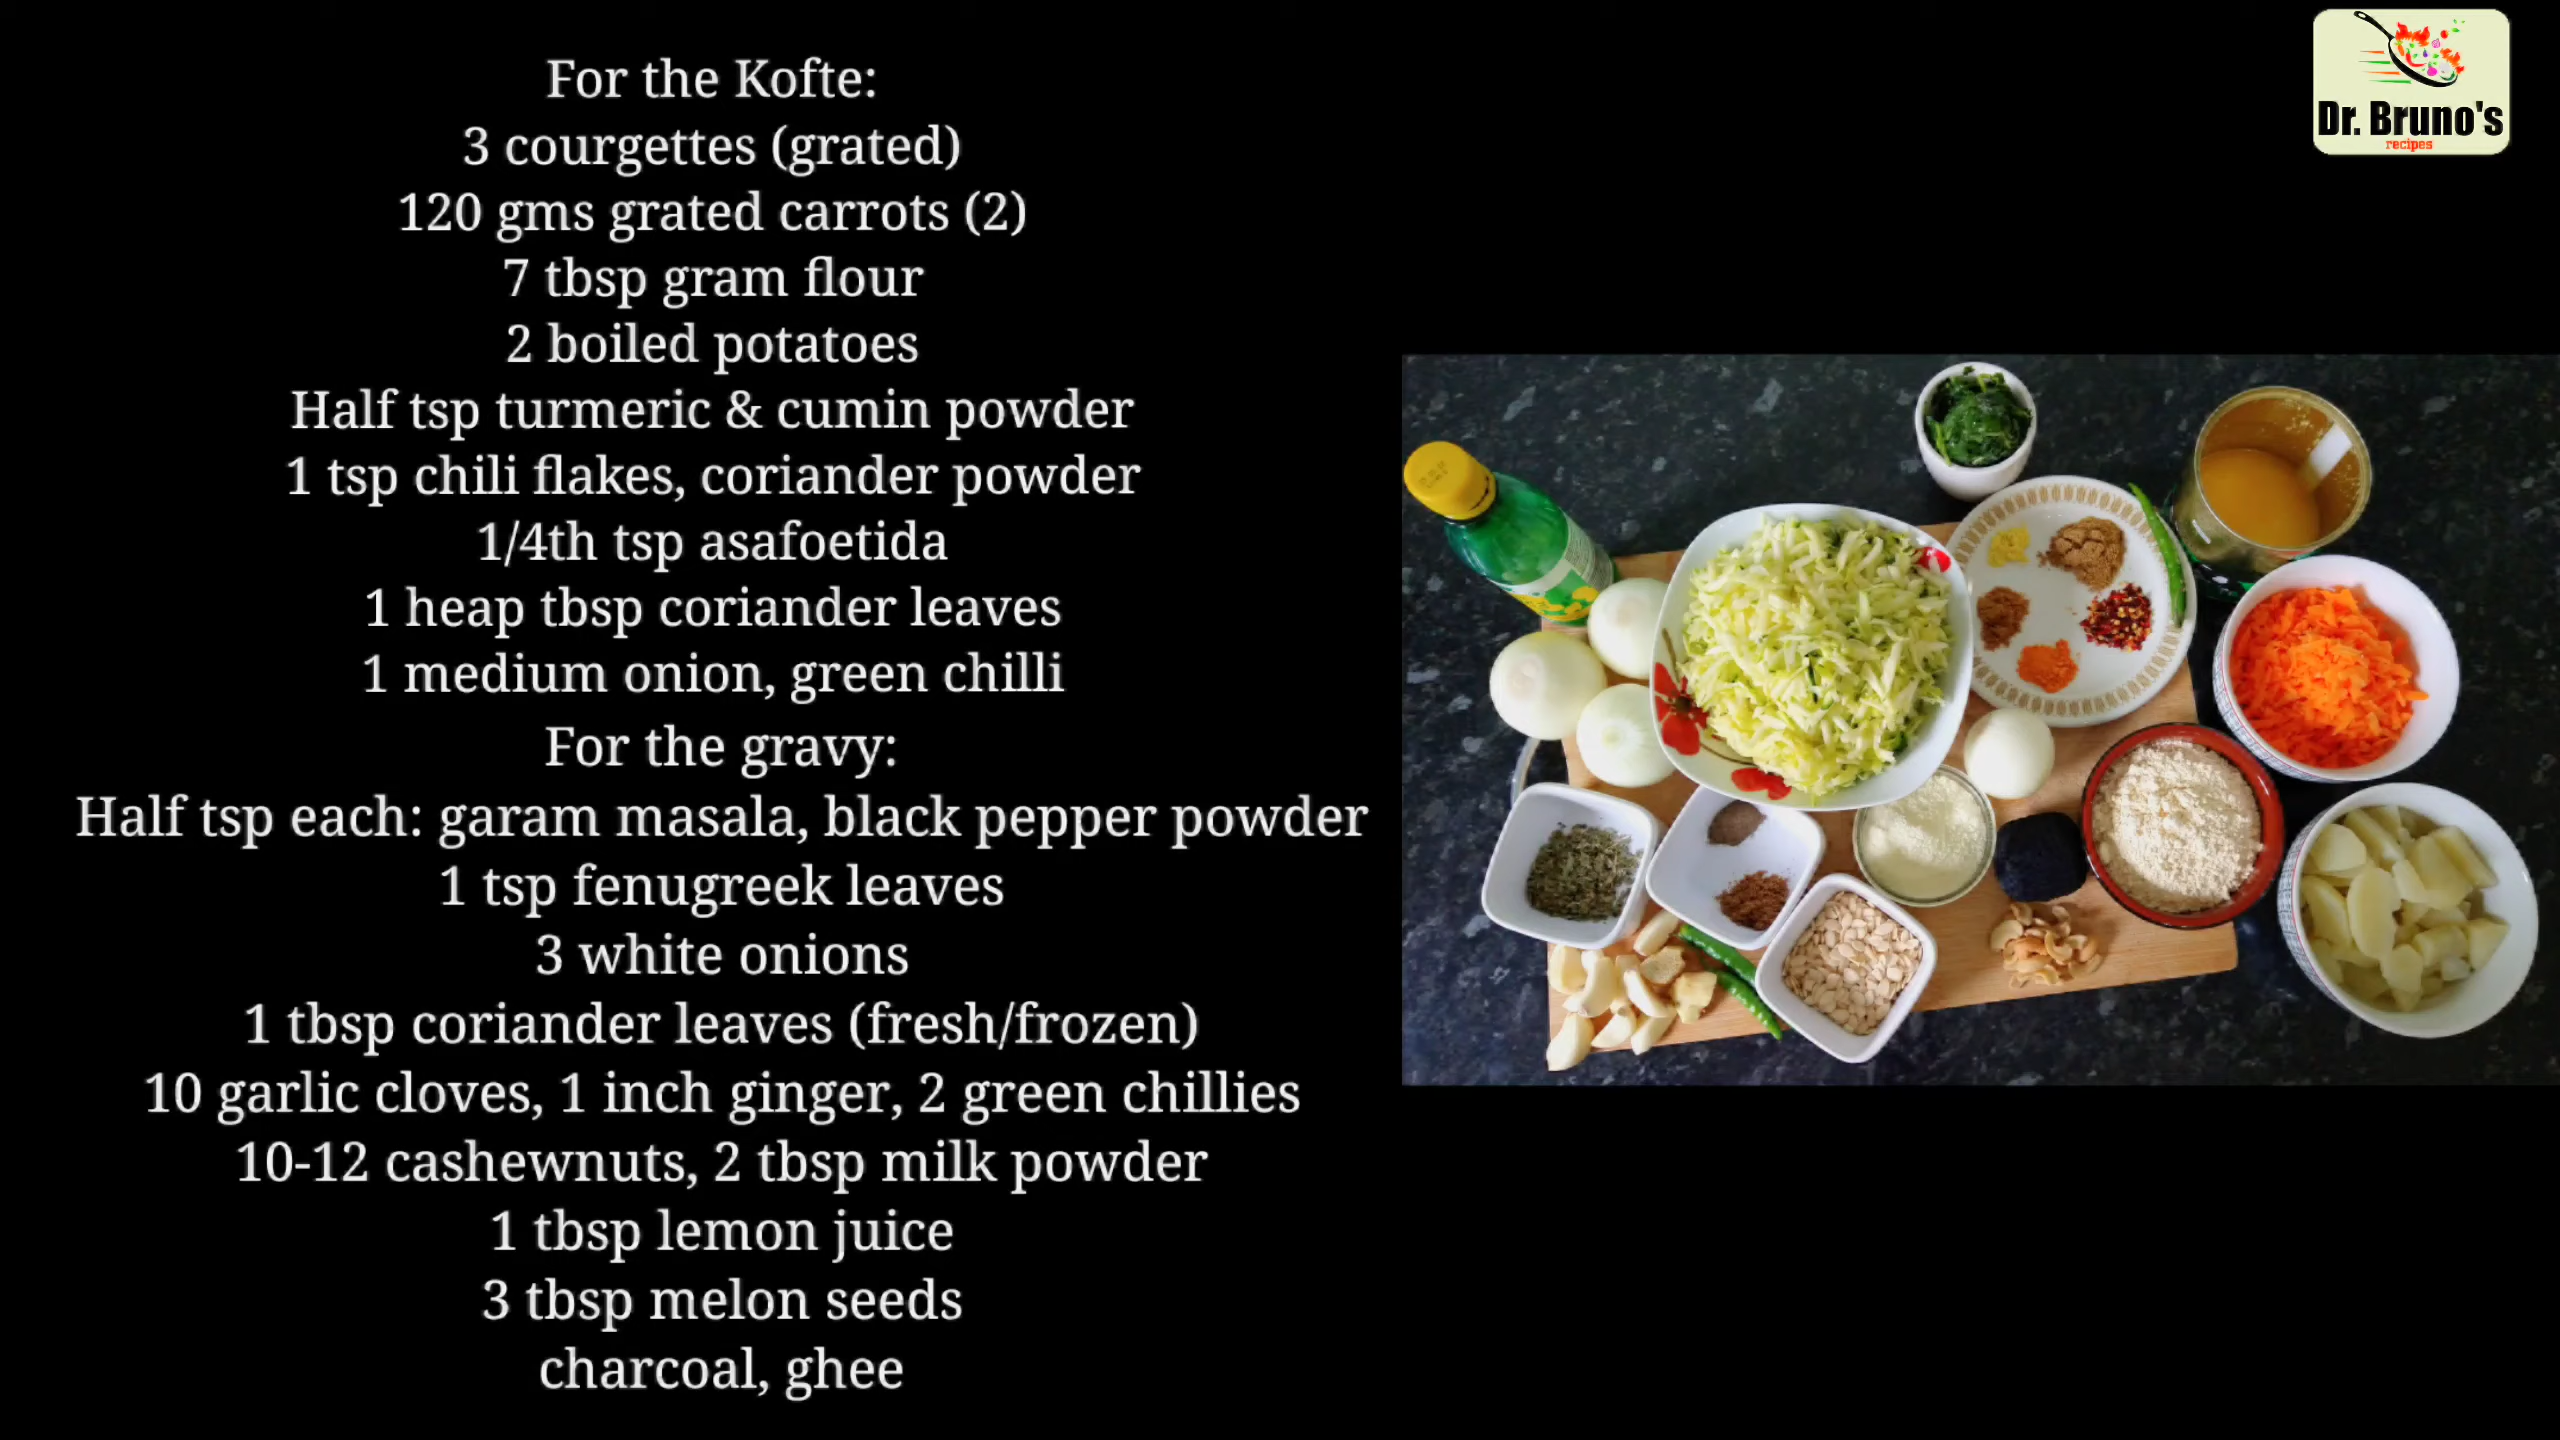 For the Kofte:
3 courgettes (grated)
120 gms grated carrots (2)
7 tbsp gram flour
2 boiled potatoes
Half tsp turmeric & cumin powder
1 tsp chili flakes, coriander powder
1/4th tsp asafoetida
1 heap tbsp coriander leaves
1 medium onion, green chilli
For the gravy:
Half tsp each: garam masala, black pepper powder
1 tsp fenugreek leaves
3 white onions
1 tbsp coriander leaves (fresh/frozen)
10 garlic cloves, 1 inch ginger, 2 green chillies
10-12 cashewnuts, 2 tbsp milk powder
1 tbsp lemon juice
3 tbsp melon seeds
charcoal, ghee
Dr. Bruno's
recipes